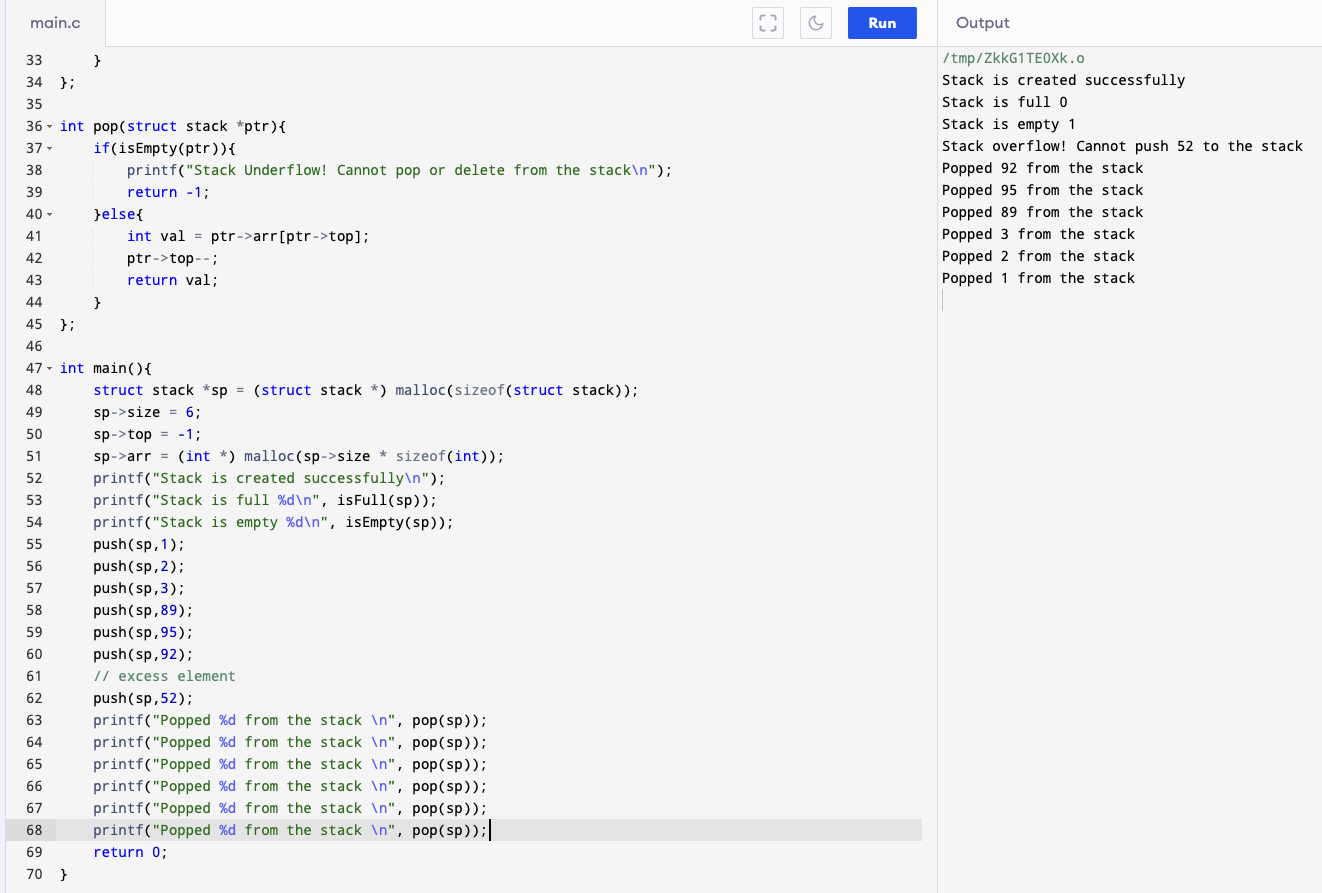 main.c
Run
Output
33     }
34 };
35
36 int pop(struct stack *ptr){
37     if(isEmpty(ptr)){
38         printf("Stack Underflow! Cannot pop or delete from the stack\n");
39         return -1;
40     }else{
41         int val = ptr->arr[ptr->top];
42         ptr->top--;
43         return val;
44     }
45 };
46
47 int main(){
48     struct stack *sp = (struct stack *) malloc(sizeof(struct stack));
49     sp->size = 6;
50     sp->top = -1;
51     sp->arr = (int *) malloc(sp->size * sizeof(int));
52     printf("Stack is created successfully\n");
53     printf("Stack is full %d\n", isFull(sp));
54     printf("Stack is empty %d\n", isEmpty(sp));
55     push(sp,1);
56     push(sp,2);
57     push(sp,3);
58     push(sp,89);
59     push(sp,95);
60     push(sp,92);
61     // excess element
62     push(sp,52);
63     printf("Popped %d from the stack \n", pop(sp));
64     printf("Popped %d from the stack \n", pop(sp));
65     printf("Popped %d from the stack \n", pop(sp));
66     printf("Popped %d from the stack \n", pop(sp));
67     printf("Popped %d from the stack \n", pop(sp));
68     printf("Popped %d from the stack \n", pop(sp));
69     return 0;
70 }
/tmp/ZkkG1TEOXk.o
Stack is created successfully
Stack is full 0
Stack is empty 1
Stack overflow! Cannot push 52 to the stack
Popped 92 from the stack
Popped 95 from the stack
Popped 89 from the stack
Popped 3 from the stack
Popped 2 from the stack
Popped 1 from the stack